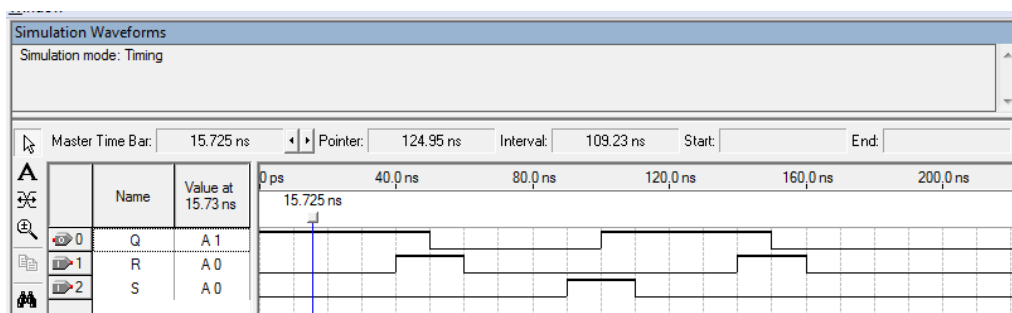 Simulation Waveforms
Simulation mode: Timing
Master Time Bar: 15.725 ns Pointer: 124.95 ns Interval: 109.23 ns Start: End:
A
Name Value at 15.73 ns
0 ps 40.0 ns 80.0 ns 120.0 ns 160.0 ns 200.0 ns
15.725 ns
0 Q A 1
1 R A 0
2 S A 0